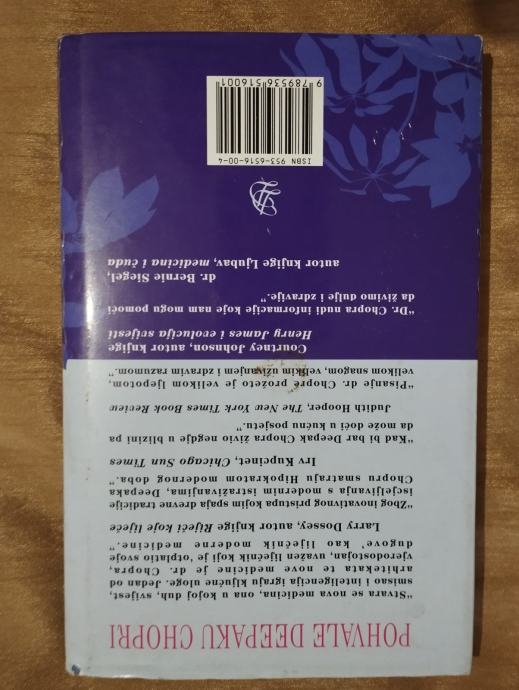 POHVALE DEEPAKU CHOPRI
"Stvara se nova medicina, ona u kojoj duh, svijest,
smisao i inteligencija igraju ključne uloge. Jedan od
arhitekata te nove medicine je dr. Chopra,
vjerodostojan, uvažen liječnik koji je 'otplatio svoje
dugove' kao liječnik moderne medicine."
Larry Dossey, autor knjige Riječi koje liječe
"Zbog inovativnog pristupa kojim spaja drevne tradicije
iscjeljivanja s modernim istraživanjima, Deepaka
Chopru smatraju Hipokratom modernog doba."
Irv Kupcinet, Chicago Sun Times
"Kad bi bar Deepak Chopra živio negdje u blizini pa
da može doći u kućnu posjetu."
Judith Hooper, The New York Times Book Review
"Pisanje dr. Chopre prožeto je velikom ljepotom,
velikom snagom, velikim uživanjem i zdravim razumom."
Courtney Johnson, autor knjige
Henry James i evolucija svijesti
"Dr. Chopra nudi informacije koje nam mogu pomoći
da živimo dulje i zdravije."
dr. Bernie Siegel,
autor knjige Ljubav, medicina i čuda
ISBN 953-6516-00-4
9 789536 516001